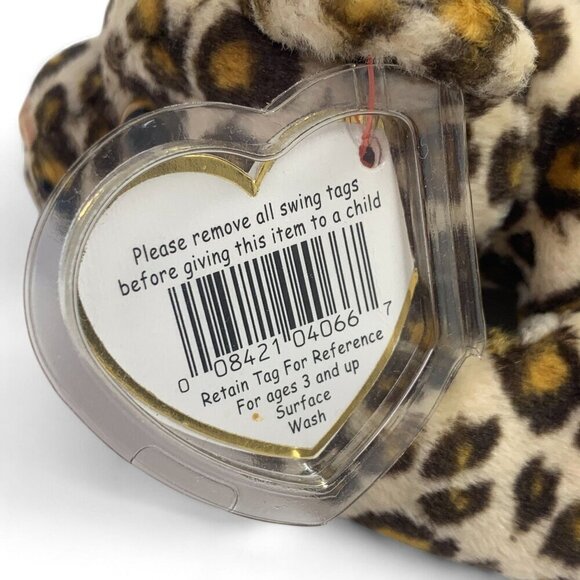 Please remove all swing tags
before giving this item to a child
0 08421 04066 7
Retain Tag For Reference
For ages 3 and up
Surface
Wash